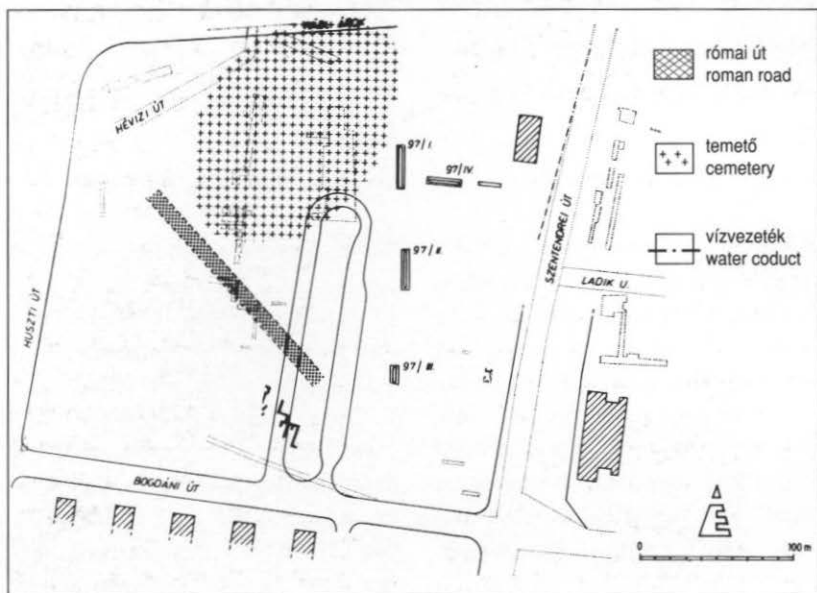 HÉVIZI ÚT
HUSZTI ÚT
97/I.
97/IV.
97/II.
97/III.
SZENTENDREI ÚT
LADIK U.
BOGDÁNI ÚT
római út
roman road
temető
cemetery
vízvezeték
water coduct
É
0
100 m